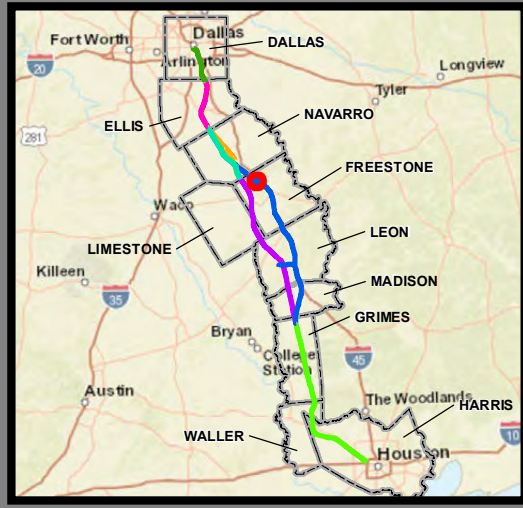 Dallas
DALLAS
Fort Worth
Arlington
Longview
20
Tyler
NAVARRO
ELLIS
281
FREESTONE
Waco
LEON
LIMESTONE
Killeen
MADISON
35
GRIMES
Bryan
College
Station
45
Austin
The Woodlands
HARRIS
WALLER
10
Houston